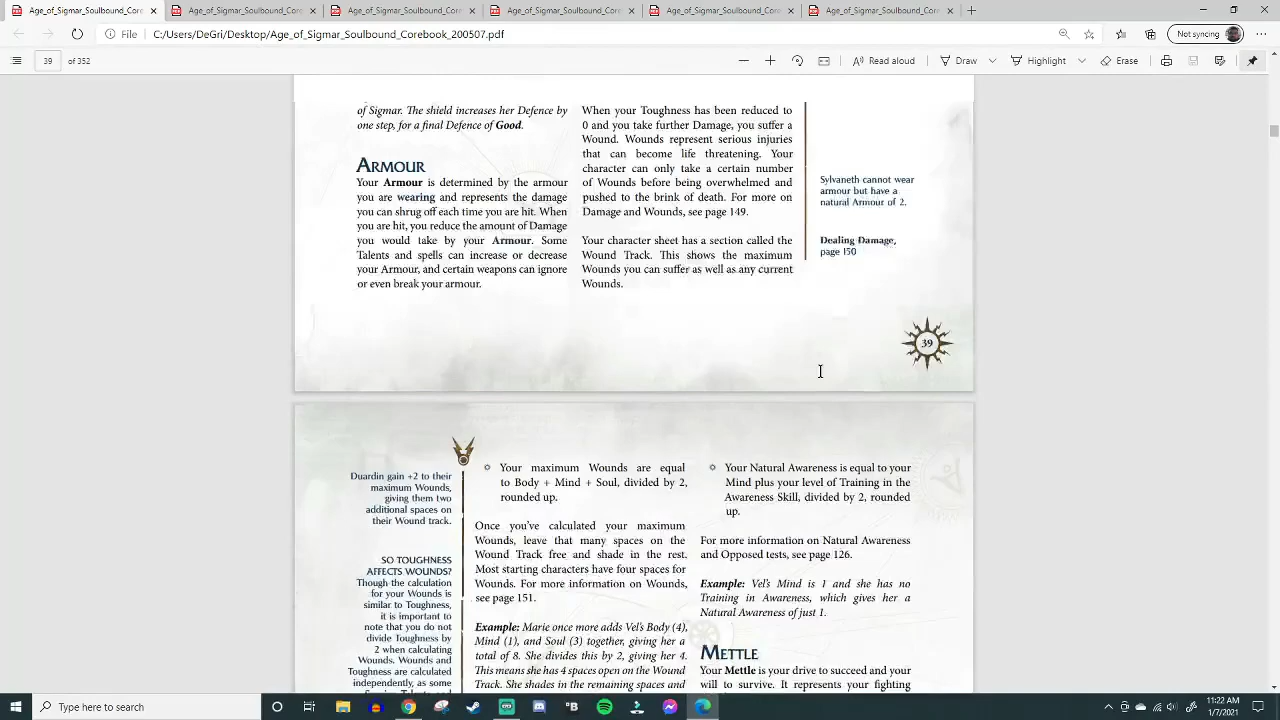 Age_of_Sigmar_Soulbound_Core
Age_of_Sigmar_Soulbound_Core
Age_of_Sigmar_Soulbound_Core
Age_of_Sigmar_Soulbound_Core
Age_of_Sigmar_Soulbound_Core
Age_of_Sigmar_Soulbound_Core
File C:/Users/DeGri/Desktop/Age_of_Sigmar_Soulbound_Corebook_200507.pdf
Not syncing
39 of 352
Read aloud
Draw
Highlight
Erase
of Sigmar. The shield increases her Defence by
one step, for a final Defence of Good.
ARMOUR
Your Armour is determined by the armour
you are wearing and represents the damage
you can shrug off each time you are hit. When
you are hit, you reduce the amount of Damage
you would take by your Armour. Some
Talents and spells can increase or decrease
your Armour, and certain weapons can ignore
or even break your armour.
When your Toughness has been reduced to
0 and you take further Damage, you suffer a
Wound. Wounds represent serious injuries
that can become life threatening. Your
character can only take a certain number
of Wounds before being overwhelmed and
pushed to the brink of death. For more on
Damage and Wounds, see page 149.
Your character sheet has a section called the
Wound Track. This shows the maximum
Wounds you can suffer as well as any current
Wounds.
Sylvaneth cannot wear
armour but have a
natural Armour of 2.
Dealing Damage,
page 150
39
Duardin gain +2 to their
maximum Wounds,
giving them two
additional spaces on
their Wound track.
SO TOUGHNESS
AFFECTS WOUNDS?
Though the calculation
for your Wounds is
similar to Toughness,
it is important to
note that you do not
divide Toughness by
2 when calculating
Wounds. Wounds and
Toughness are calculated
independently, as some
Your maximum Wounds are equal
to Body + Mind + Soul, divided by 2,
rounded up.
Once you've calculated your maximum
Wounds, leave that many spaces on the
Wound Track free and shade in the rest.
Most starting characters have four spaces for
Wounds. For more information on Wounds,
see page 151.
Example: Marie once more adds Vel's Body (4),
Mind (1), and Soul (3) together, giving her a
total of 8. She divides this by 2, giving her 4.
This means she has 4 spaces open on the Wound
Track. She shades in the remaining spaces and
Your Natural Awareness is equal to your
Mind plus your level of Training in the
Awareness Skill, divided by 2, rounded
up.
For more information on Natural Awareness
and Opposed tests, see page 126.
Example: Vel's Mind is 1 and she has no
Training in Awareness, which gives her a
Natural Awareness of just 1.
METTLE
Your Mettle is your drive to succeed and your
will to survive. It represents your fighting
Type here to search
11:22 AM
1/7/2021